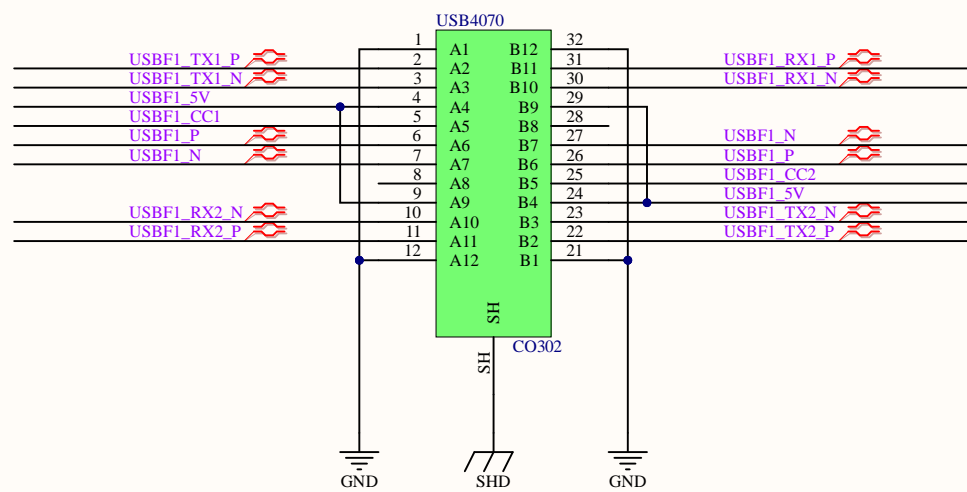 USB4070
1 A1 B12 32
USBF1_TX1_P 2 A2 B11 31 USBF1_RX1_P
USBF1_TX1_N 3 A3 B10 30 USBF1_RX1_N
USBF1_5V 4 A4 B9 29
USBF1_CC1 5 A5 B8 28
USBF1_P 6 A6 B7 27 USBF1_N
USBF1_N 7 A7 B6 26 USBF1_P
8 A8 B5 25 USBF1_CC2
9 A9 B4 24 USBF1_5V
USBF1_RX2_N 10 A10 B3 23 USBF1_TX2_N
USBF1_RX2_P 11 A11 B2 22 USBF1_TX2_P
12 A12 B1 21
SH
CO302
SH
GND SHD GND